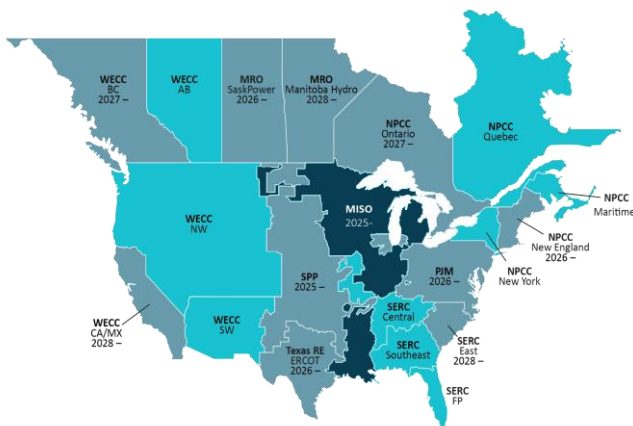 WECC
BC
2027 –
WECC
AB
MRO
SaskPower
2026 –
MRO
Manitoba Hydro
2028 –
NPCC
Ontario
2027 –
NPCC
Quebec
NPCC
Maritime
NPCC
New England
2026 –
NPCC
New York
WECC
NW
MISO
2025-
SPP
2025 –
PJM
2026 –
WECC
CA/MX
2028 –
WECC
SW
SERC
Central
SERC
Southeast
SERC
East
2028 –
Texas RE
ERCOT
2026 –
SERC
FP